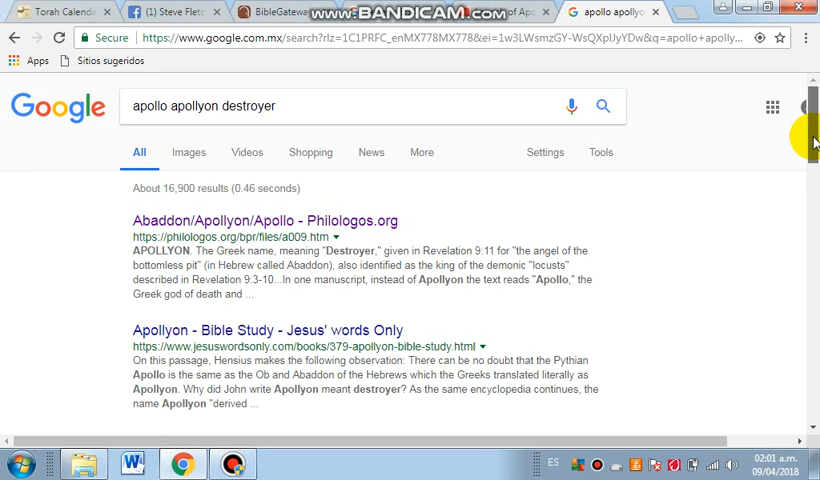 Torah Calenda
(1) Steve Fletc
BibleGatewa
www.BANDICAM.com
of Apo
apollo apollyo
Secure
https://www.google.com.mx/search?rlz=1C1PRFC_enMX778MX778&ei=1w3LWsmzGY-WsQXplJyYDw&q=apollo+apolly...
Apps
Sitios sugeridos
Google
apollo apollyon destroyer
All Images Videos Shopping News More Settings Tools
About 16,900 results (0.46 seconds)
Abaddon/Apollyon/Apollo - Philologos.org
https://philologos.org/bpr/files/a009.htm
APOLLYON. The Greek name, meaning "Destroyer," given in Revelation 9:11 for "the angel of the
bottomless pit" (in Hebrew called Abaddon), also identified as the king of the demonic "locusts"
described in Revelation 9:3-10...In one manuscript, instead of Apollyon the text reads "Apollo," the
Greek god of death and ...
Apollyon - Bible Study - Jesus' words Only
https://www.jesuswordsonly.com/books/379-apollyon-bible-study.html
On this passage, Hensius makes the following observation: There can be no doubt that the Pythian
Apollo is the same as the Ob and Abaddon of the Hebrews which the Greeks translated literally as
Apollyon. Why did John write Apollyon meant destroyer? As the same encyclopedia continues, the
name Apollyon "derived ...
ES
02:01 a.m.
09/04/2018